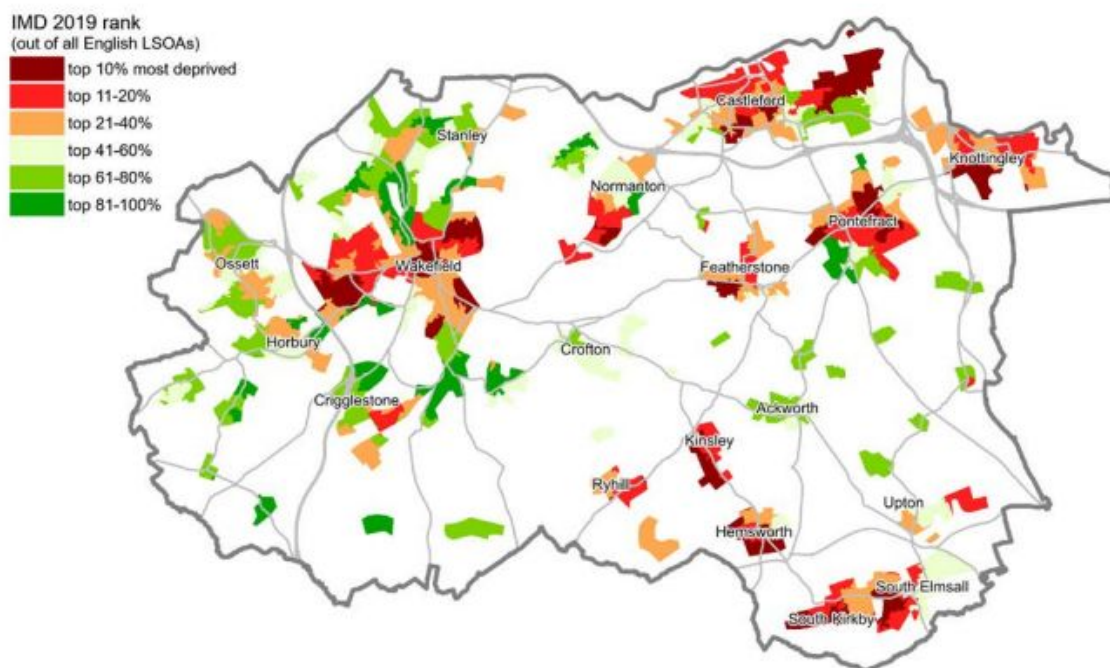 IMD 2019 rank
(out of all English LSOAs)
top 10% most deprived
top 11-20%
top 21-40%
top 41-60%
top 61-80%
top 81-100%
Castleford
Stanley
Knottingley
Normanton
Pontefract
Ossett
Wakefield
Featherstone
Horbury
Crofton
Crigglestone
Ackworth
Kinsley
Ryhill
Upton
Hemsworth
South Elmsall
South Kirkby